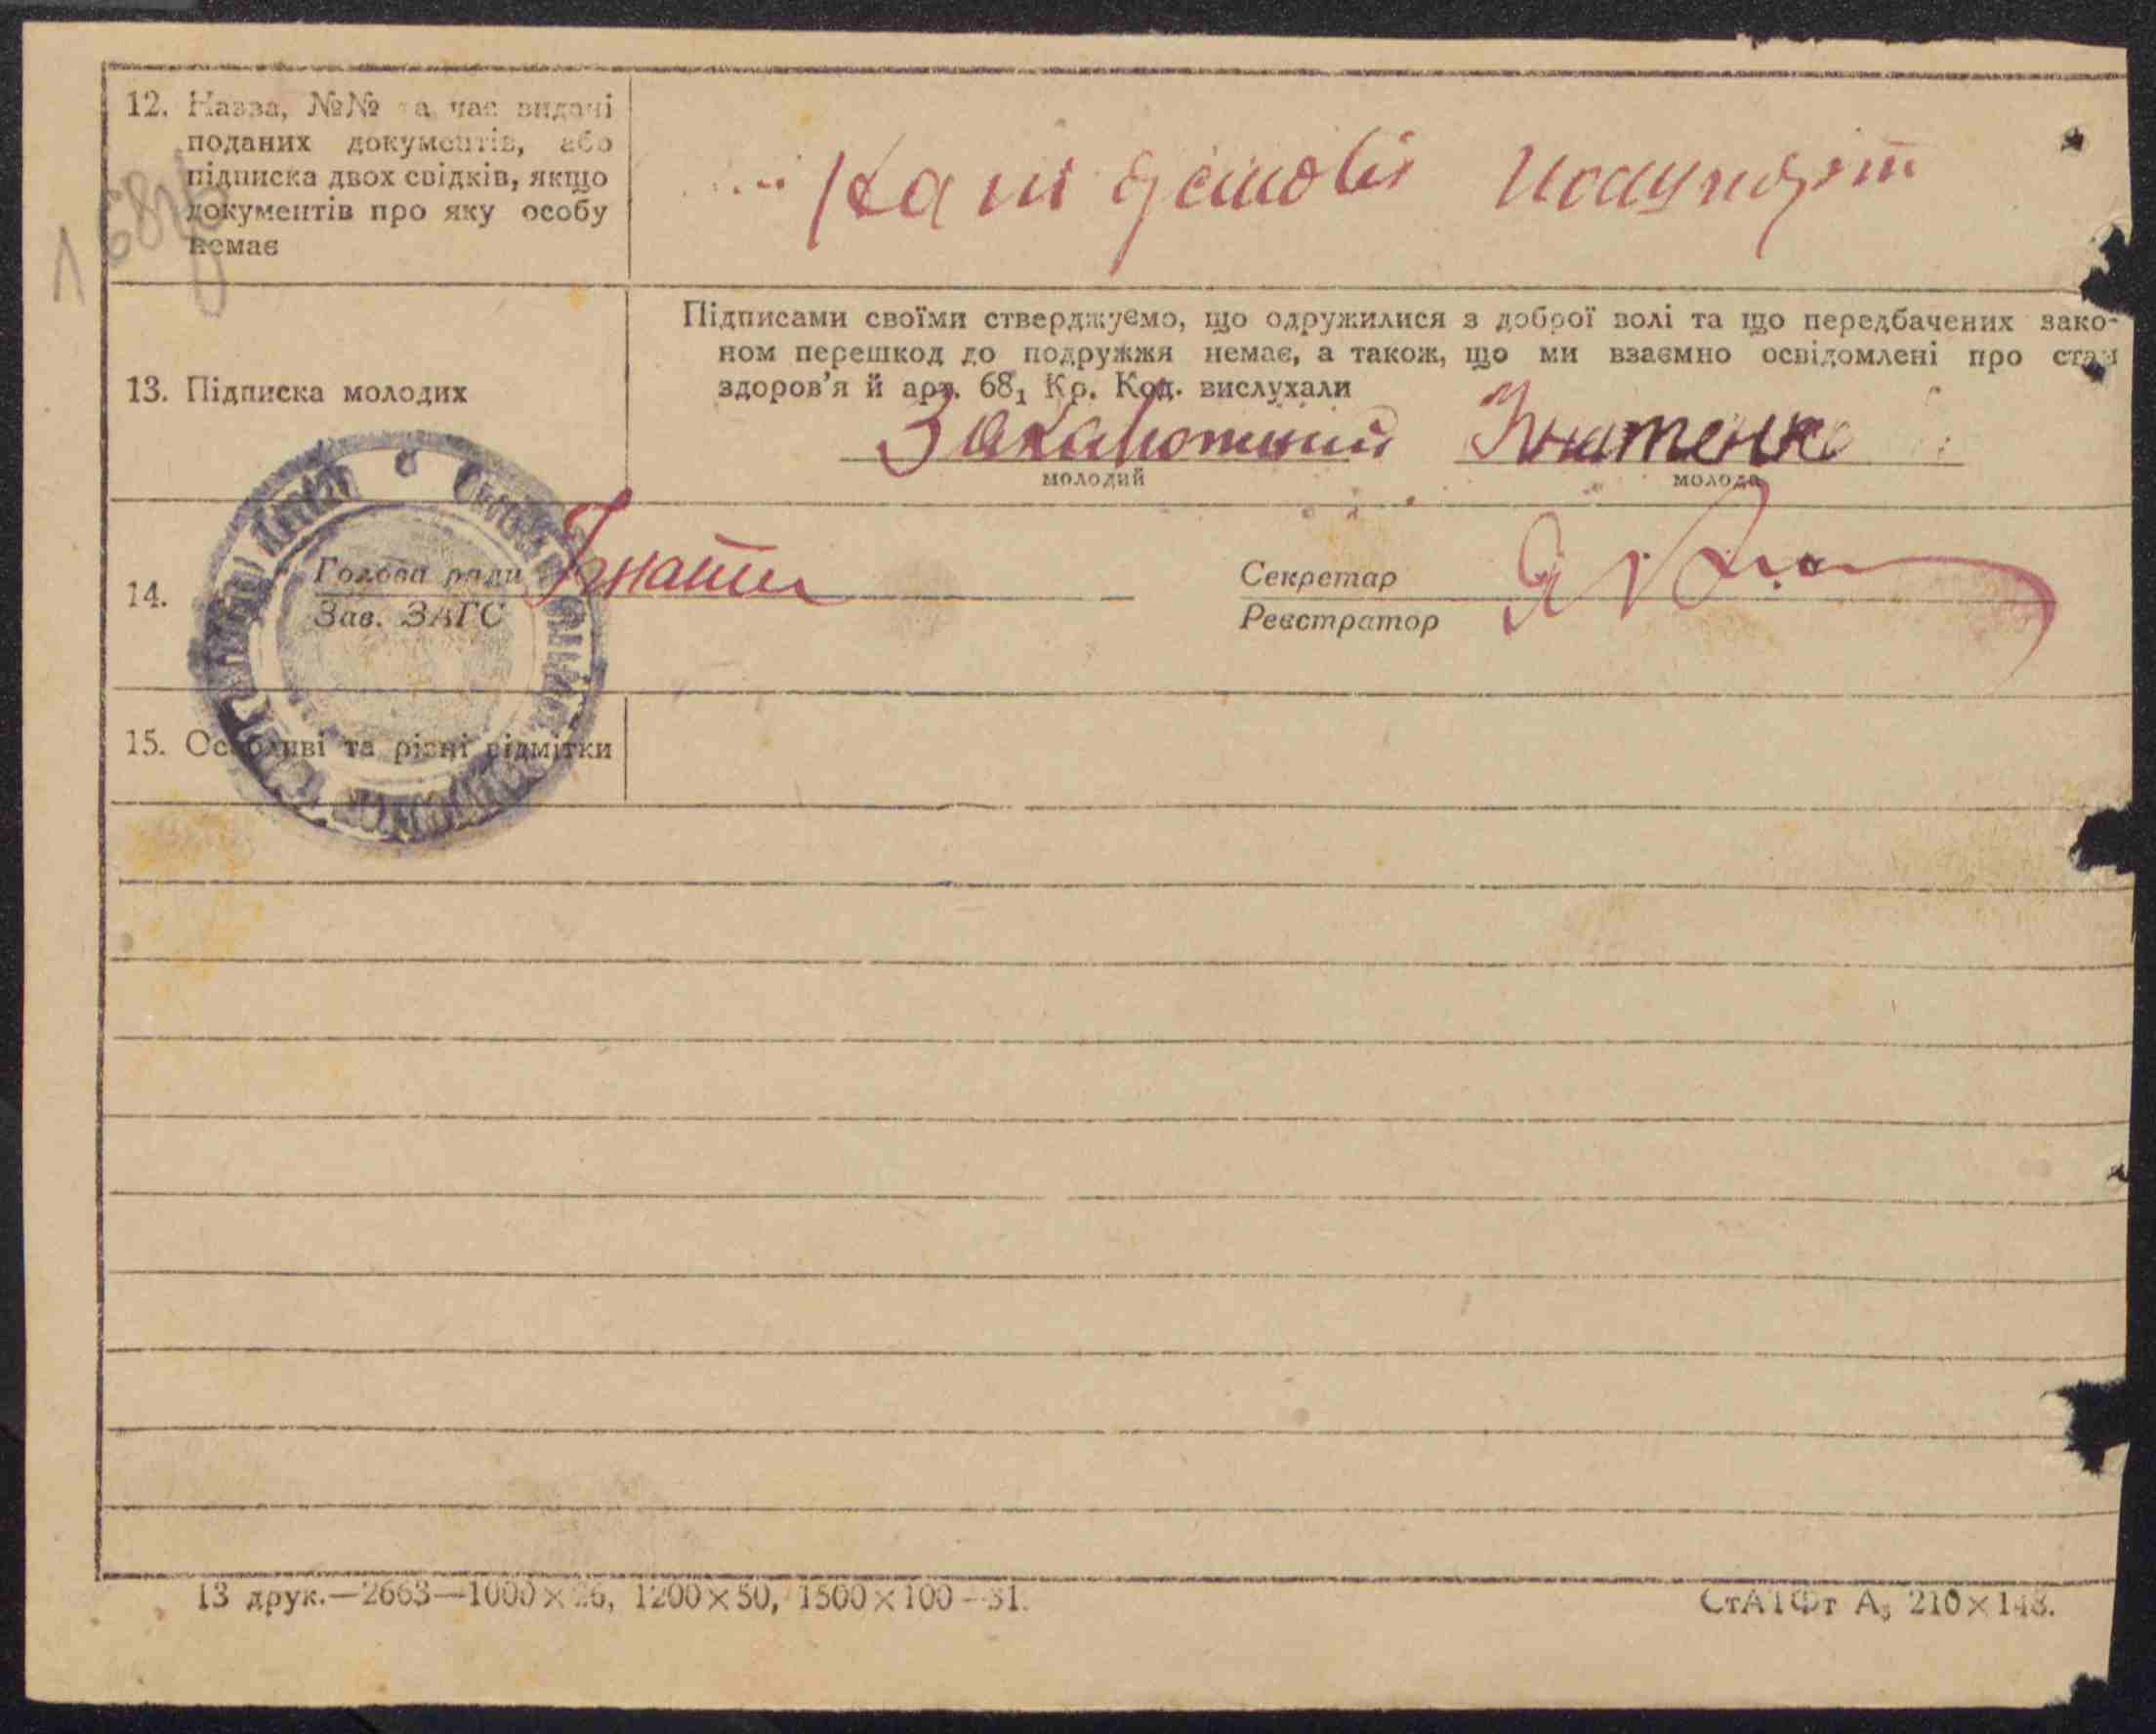 12. Назва, №№ та час видачі
поданих документів, або
підписка двох свідків, якщо
документів про яку особу
немає
13. Підписка молодих
Підписами своїми стверджуємо, що одружилися з доброї волі та що передбачених зако-
ном перешкод до подружжя немає, а також, що ми взаємно освідомлені про стан
здоров'я й арт. 68₁ Кр. Код. вислухали
молодий
Гнатенко
молода
14.
Голова ради
Зав. ЗАГС
Секретар
Реєстратор
15. Особливі та різні відмітки
13 друк.—2663—1000×26, 1200×50, 1500×100—31.
СтАТФт А₅ 210×148.